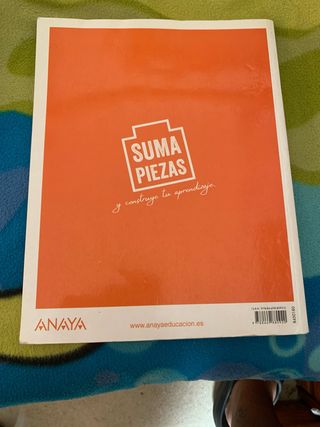 SUMA
PIEZAS
y construye tu aprendizaje.
ANAYA
www.anayaeducacion.es